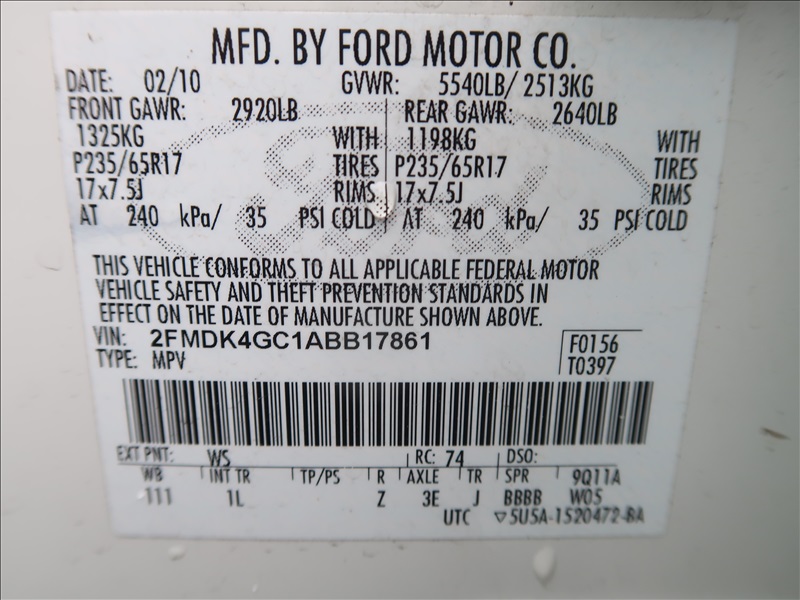 MFD. BY FORD MOTOR CO.
DATE: 02/10 GVWR: 5540LB/ 2513KG
FRONT GAWR: 2920LB REAR GAWR: 2640LB
1325KG WITH 1198KG WITH
P235/65R17 TIRES P235/65R17 TIRES
17x7.5J RIMS 17x7.5J RIMS
AT 240 kPa/ 35 PSI COLD AT 240 kPa/ 35 PSI COLD
THIS VEHICLE CONFORMS TO ALL APPLICABLE FEDERAL MOTOR
VEHICLE SAFETY AND THEFT PREVENTION STANDARDS IN
EFFECT ON THE DATE OF MANUFACTURE SHOWN ABOVE.
VIN: 2FMDK4GC1ABB17861 F0156
TYPE: MPV T0397
EXT PNT: WS RC: 74 DSO:
WB INT TR TP/PS R AXLE TR SPR 9Q11A
111 1L Z 3E J BBBB W05
UTC ▽5U5A-1520472-BA